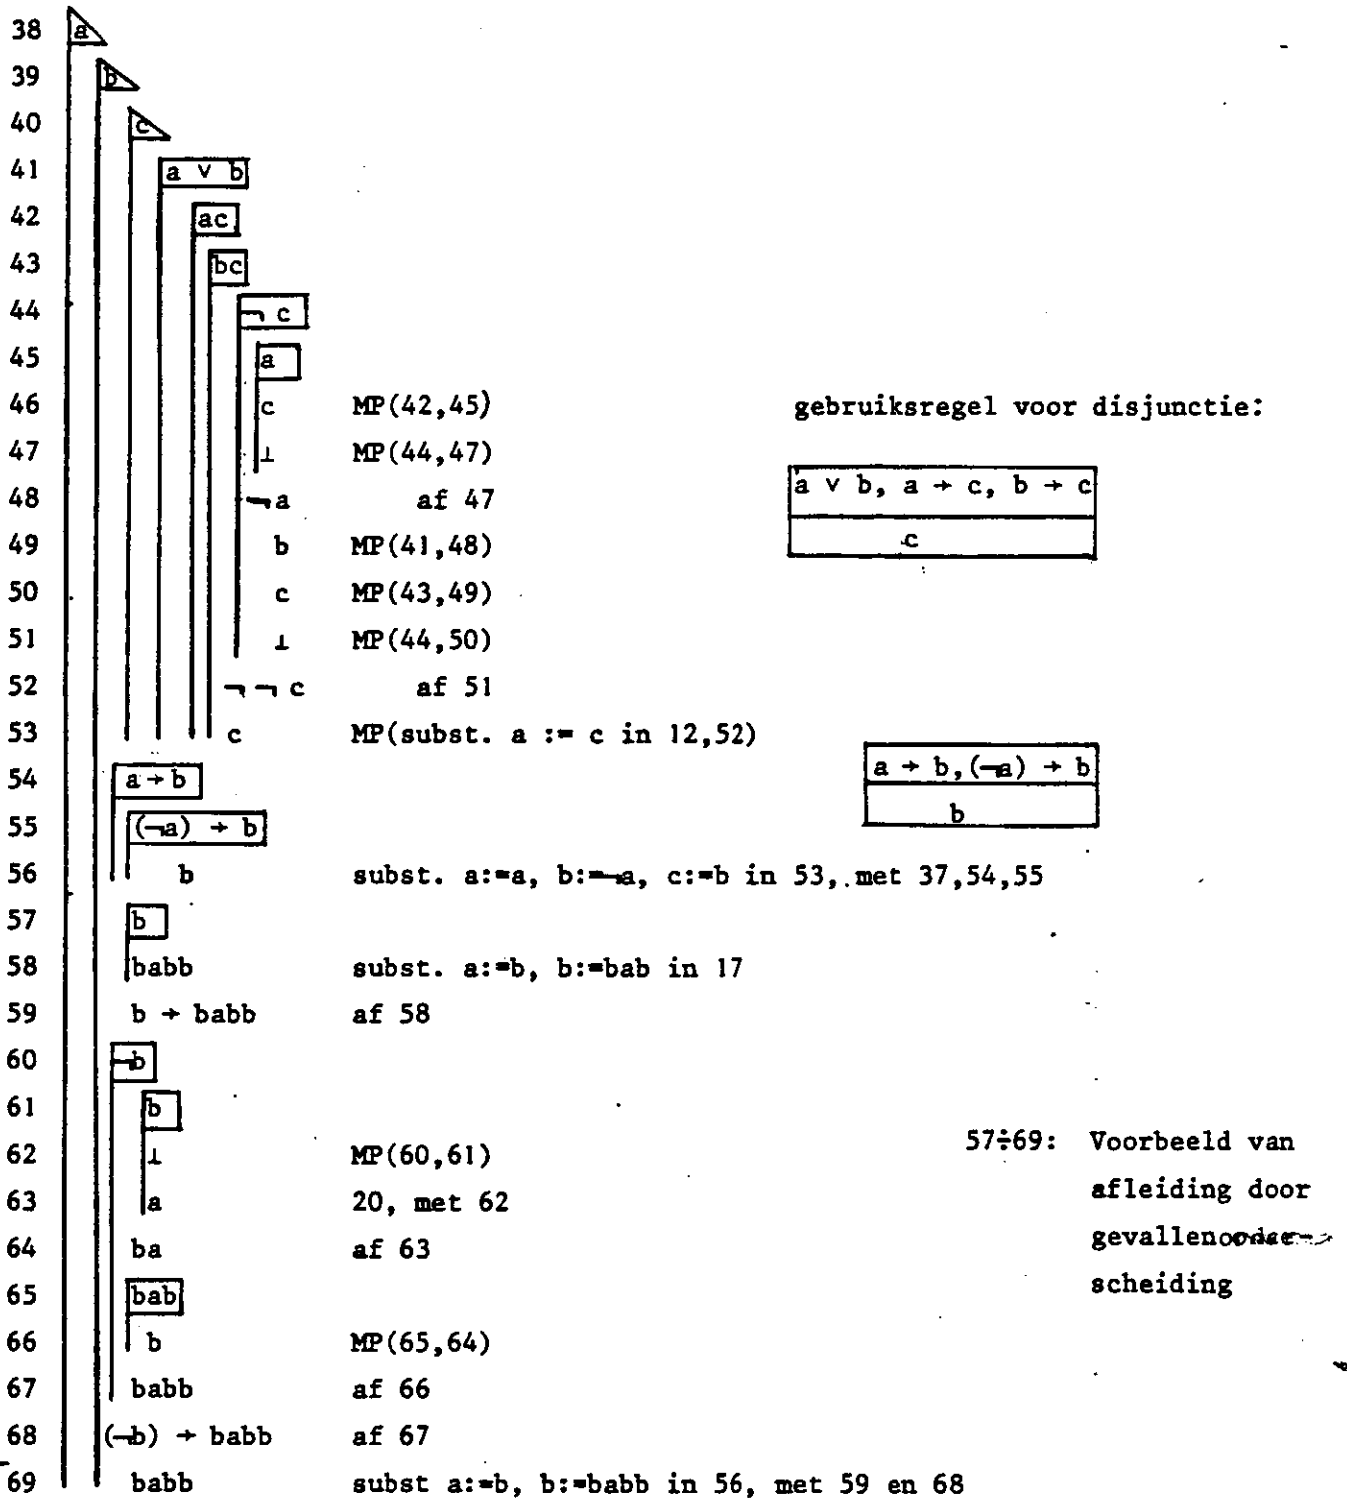 38 a
39 b
40 c
41 a ∨ b
42 ac
43 bc
44 ¬ c
45 a
46 c MP(42,45) gebruiksregel voor disjunctie:
47 ⊥ MP(44,47)
a ∨ b, a → c, b → c
48 ¬a af 47
49 b MP(41,48) c
50 c MP(43,49)
51 ⊥ MP(44,50)
52 ¬ ¬ c af 51
53 c MP(subst. a := c in 12,52)
54 a → b a → b,(¬a) → b
55 (¬a) → b b
56 b subst. a:=a, b:=¬a, c:=b in 53, met 37,54,55
57 b
58 babb subst. a:=b, b:=bab in 17
59 b → babb af 58
60 ¬b
61 b
62 ⊥ MP(60,61) 57÷69: Voorbeeld van
63 a 20, met 62 afleiding door
64 ba af 63 gevallenonder-
65 bab scheiding
66 b MP(65,64)
67 babb af 66
68 (¬b) → babb af 67
69 babb subst a:=b, b:=babb in 56, met 59 en 68